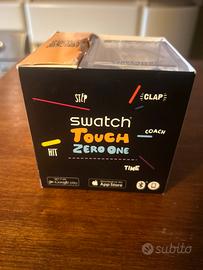 STEP
CLAP
swatch
TOUCH
COACH
ZERO ONE
HIT
TIME
Google play
App Store
subito